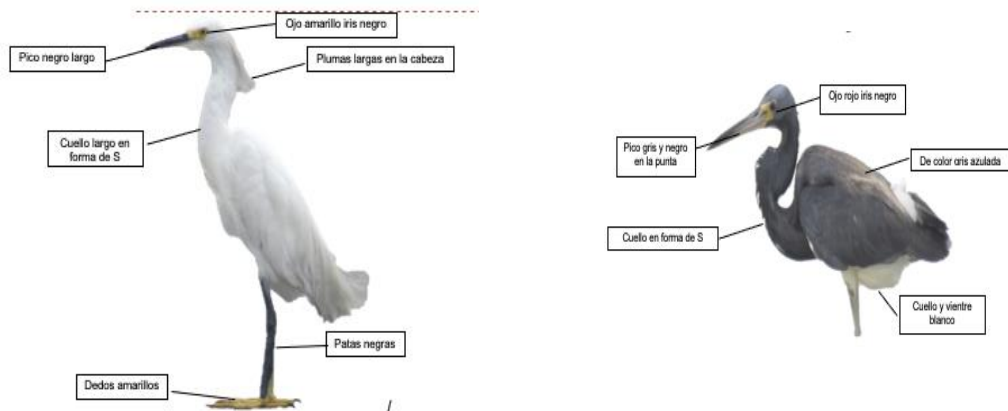 Ojo amarillo iris negro
Pico negro largo
Plumas largas en la cabeza
Cuello largo en
forma de S
Patas negras
Dedos amarillos
Ojo rojo iris negro
Pico gris y negro
en la punta
De color gris azulada
Cuello en forma de S
Cuello y vientre
blanco